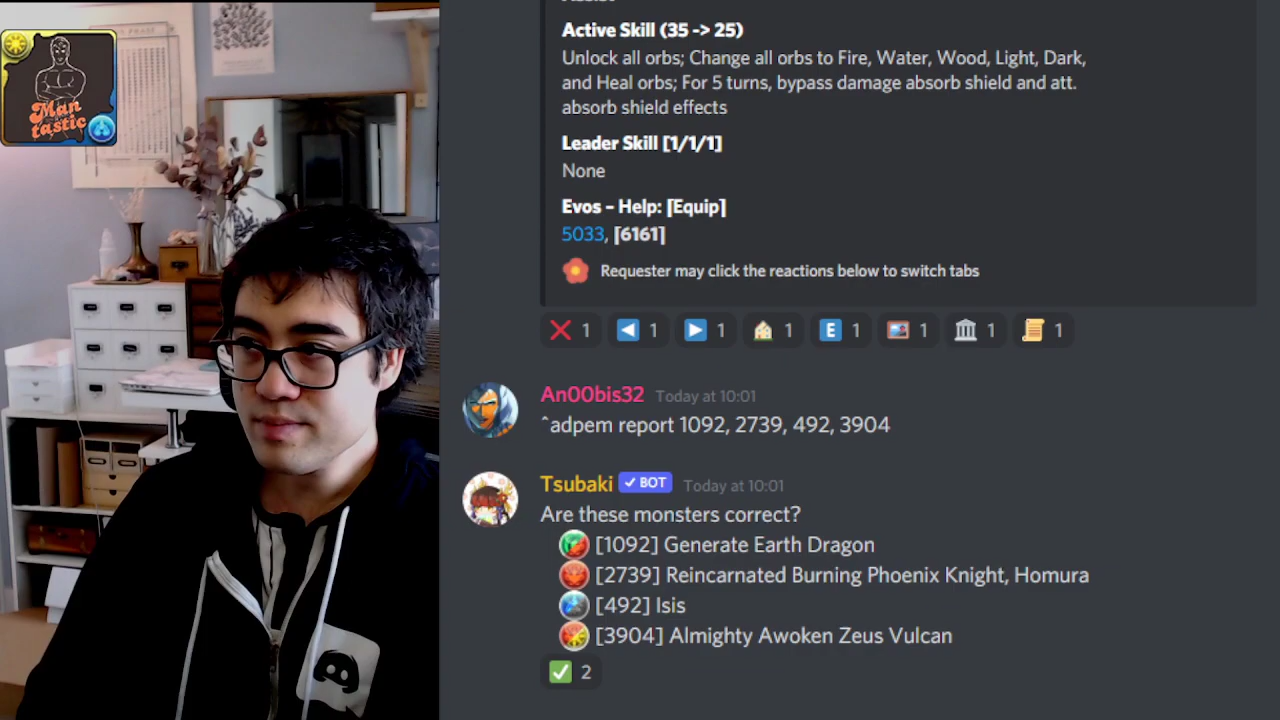 Man
tastic
Active Skill (35 -> 25)
Unlock all orbs; Change all orbs to Fire, Water, Wood, Light, Dark,
and Heal orbs; For 5 turns, bypass damage absorb shield and att.
absorb shield effects
Leader Skill [1/1/1]
None
Evos – Help: [Equip]
5033, [6161]
Requester may click the reactions below to switch tabs
1 1 1 1 E 1 1 1 1
An00bis32 Today at 10:01
^adpem report 1092, 2739, 492, 3904
Tsubaki ✓ BOT Today at 10:01
Are these monsters correct?
[1092] Generate Earth Dragon
[2739] Reincarnated Burning Phoenix Knight, Homura
[492] Isis
[3904] Almighty Awoken Zeus Vulcan
2